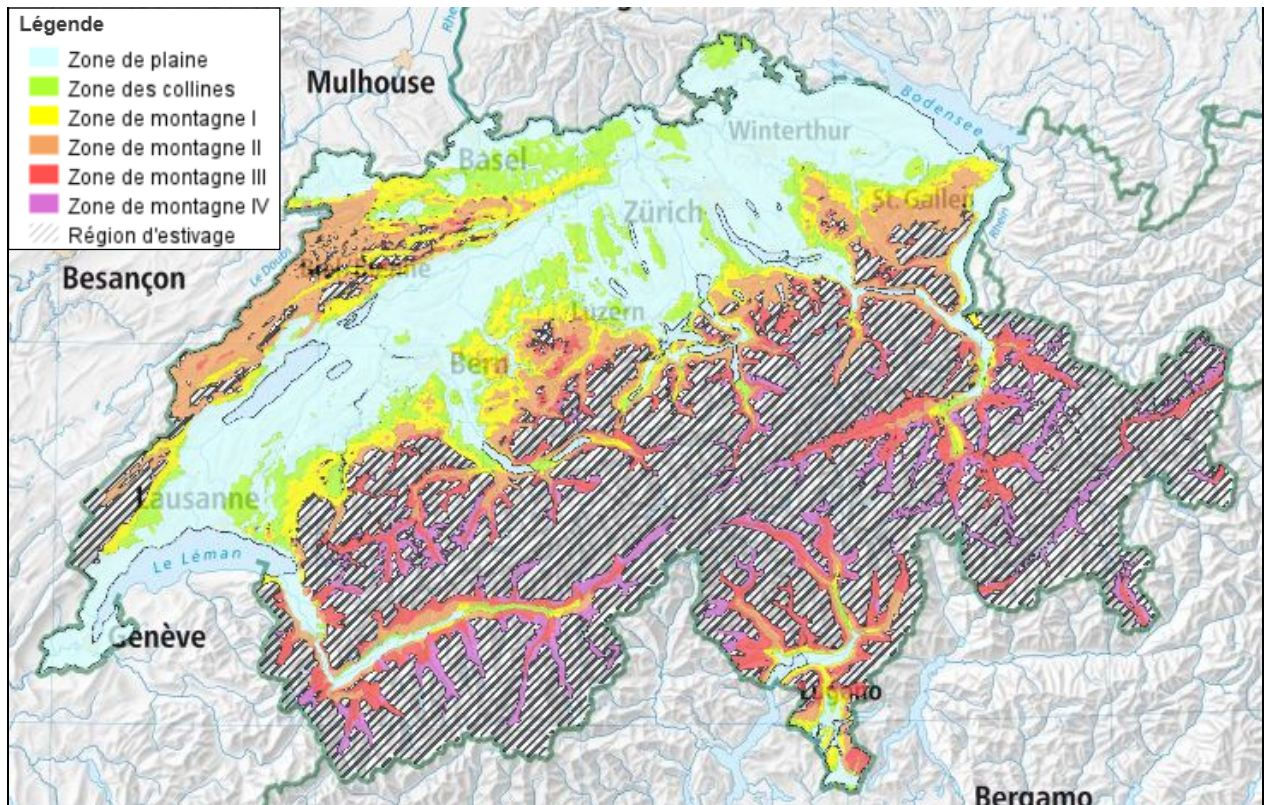 Légende
Zone de plaine
Zone des collines
Zone de montagne I
Zone de montagne II
Zone de montagne III
Zone de montagne IV
Région d'estivage
Rhe
Mulhouse
Bodensee
Winterthur
Basel
Zürich
St. Gallen
Rhein
Besançon
Le Doubs
Luzern
Bern
Lausanne
Le Léman
Genève
Lugano
Bergamo